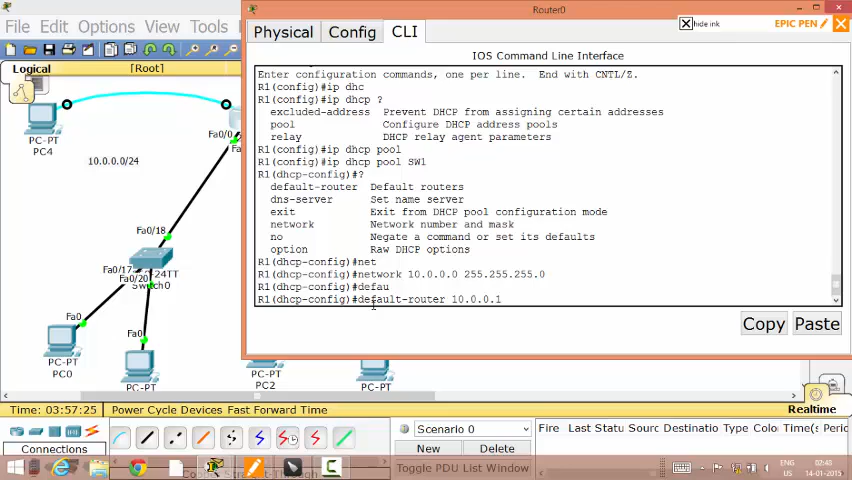 File Edit Options View Tools
Logical
[Root]
PC-PT
PC4
10.0.0.0/24
Fa0/0
Fa0/18
Fa0/17
Fa0/20
24TT
Switch0
Fa0
PC-PT
PC0
Fa0
PC-PT
PC2
PC-PT
Router0
hide ink
EPIC PEN
Physical
Config
CLI
IOS Command Line Interface
Enter configuration commands, one per line. End with CNTL/Z.
R1(config)#ip dhc
R1(config)#ip dhcp ?
excluded-address Prevent DHCP from assigning certain addresses
pool Configure DHCP address pools
relay DHCP relay agent parameters
R1(config)#ip dhcp pool
R1(config)#ip dhcp pool SW1
R1(dhcp-config)#?
default-router Default routers
dns-server Set name server
exit Exit from DHCP pool configuration mode
network Network number and mask
no Negate a command or set its defaults
option Raw DHCP options
R1(dhcp-config)#net
R1(dhcp-config)#network 10.0.0.0 255.255.255.0
R1(dhcp-config)#defau
R1(dhcp-config)#default-router 10.0.0.1
Copy
Paste
Time: 03:57:25
Power Cycle Devices Fast Forward Time
Realtime
Connections
Scenario 0
New
Delete
Toggle PDU List Window
Fire Last Statu Sourc Destinatio Type Color Time(s Perio
ENG
US
02:45
14-01-2015